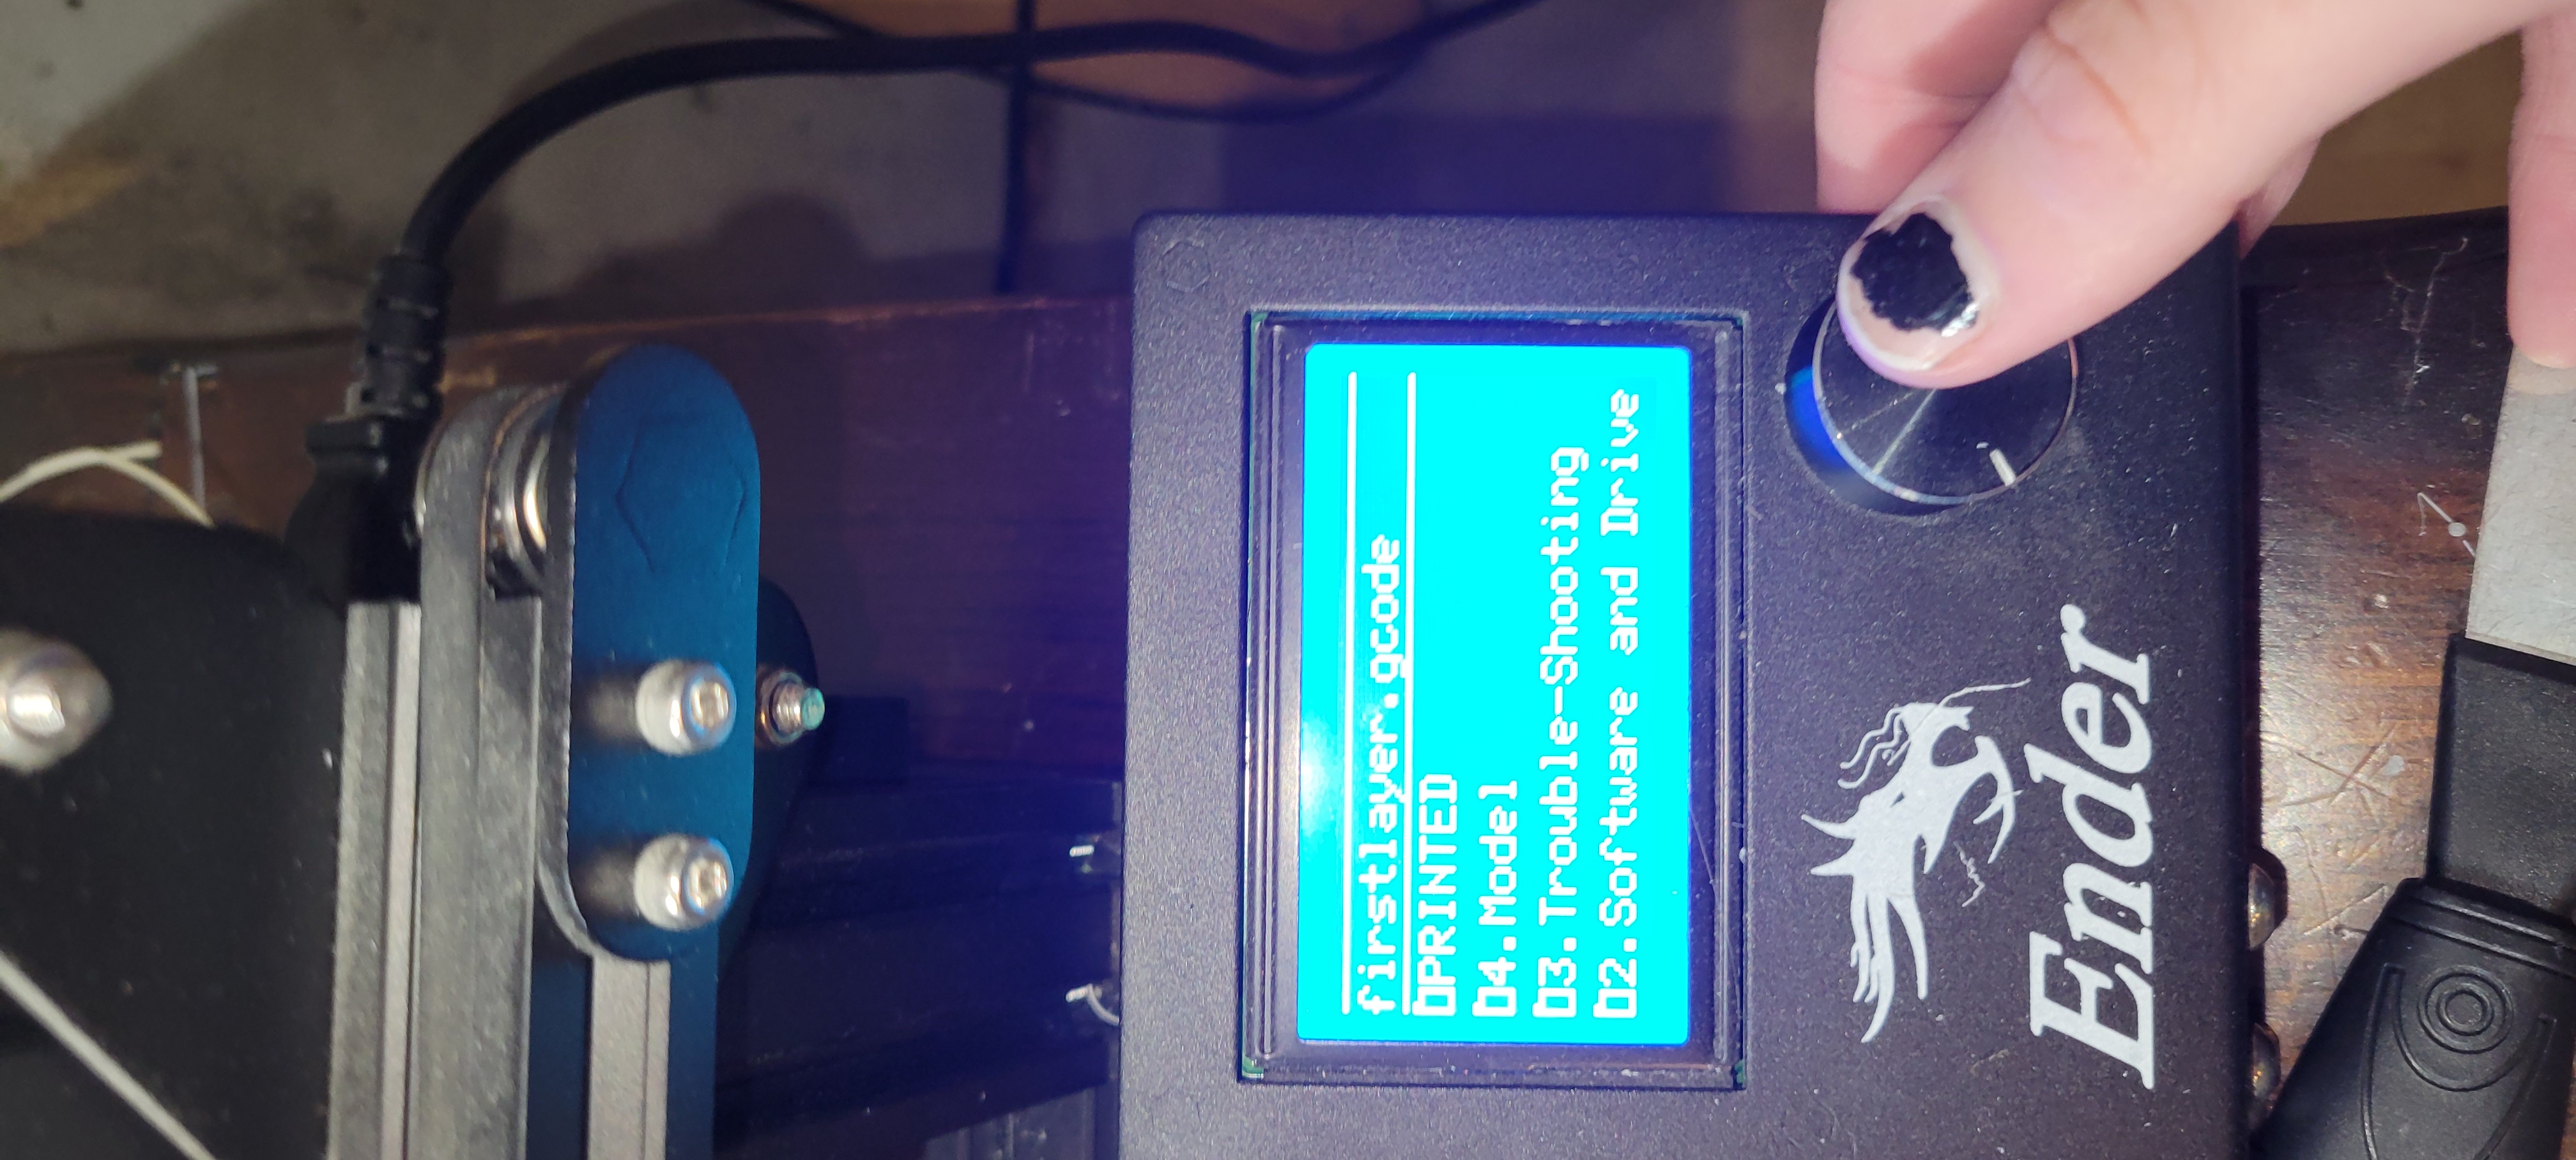 firstlayer.gcode
PRINTED
4.Model
3.Trouble-Shooting
2.Software and Drive
Ender